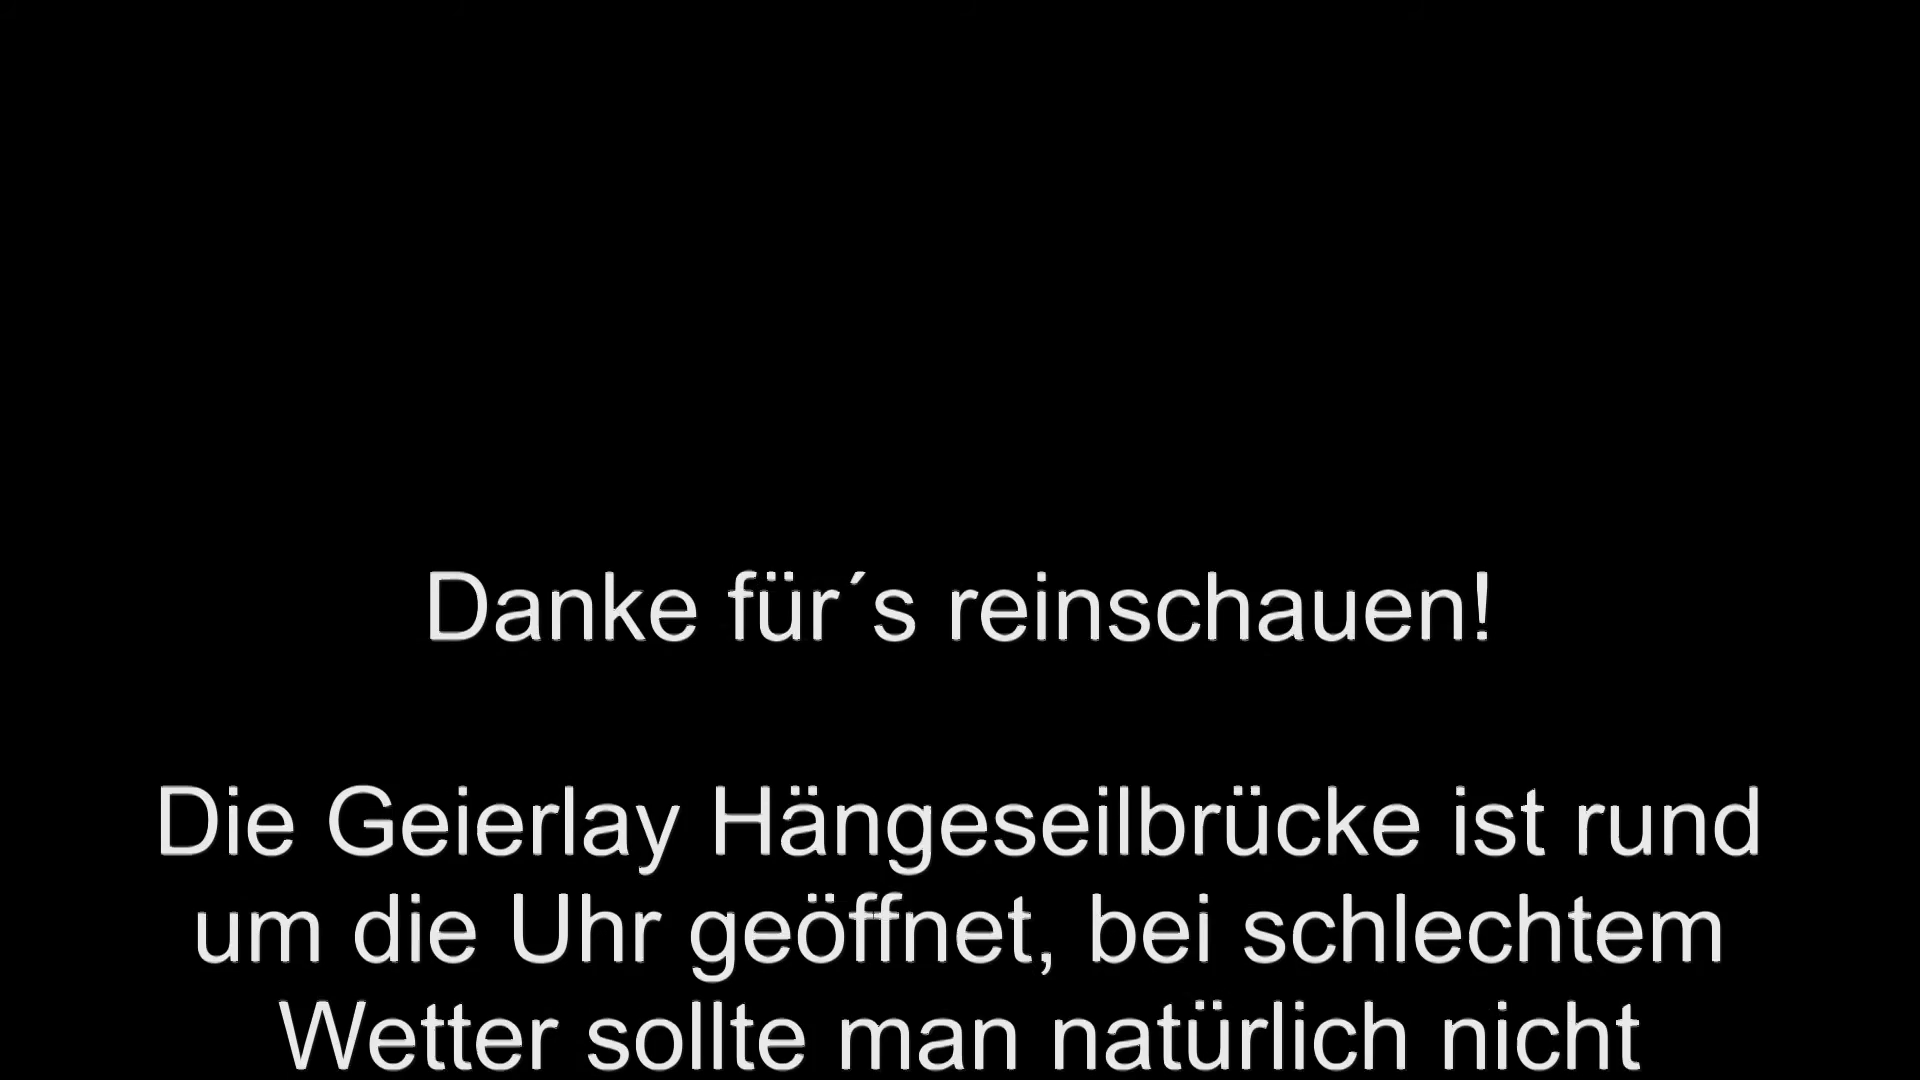 Danke für´s reinschauen!
Die Geierlay Hängeseilbrücke ist rund
um die Uhr geöffnet, bei schlechtem
Wetter sollte man natürlich nicht